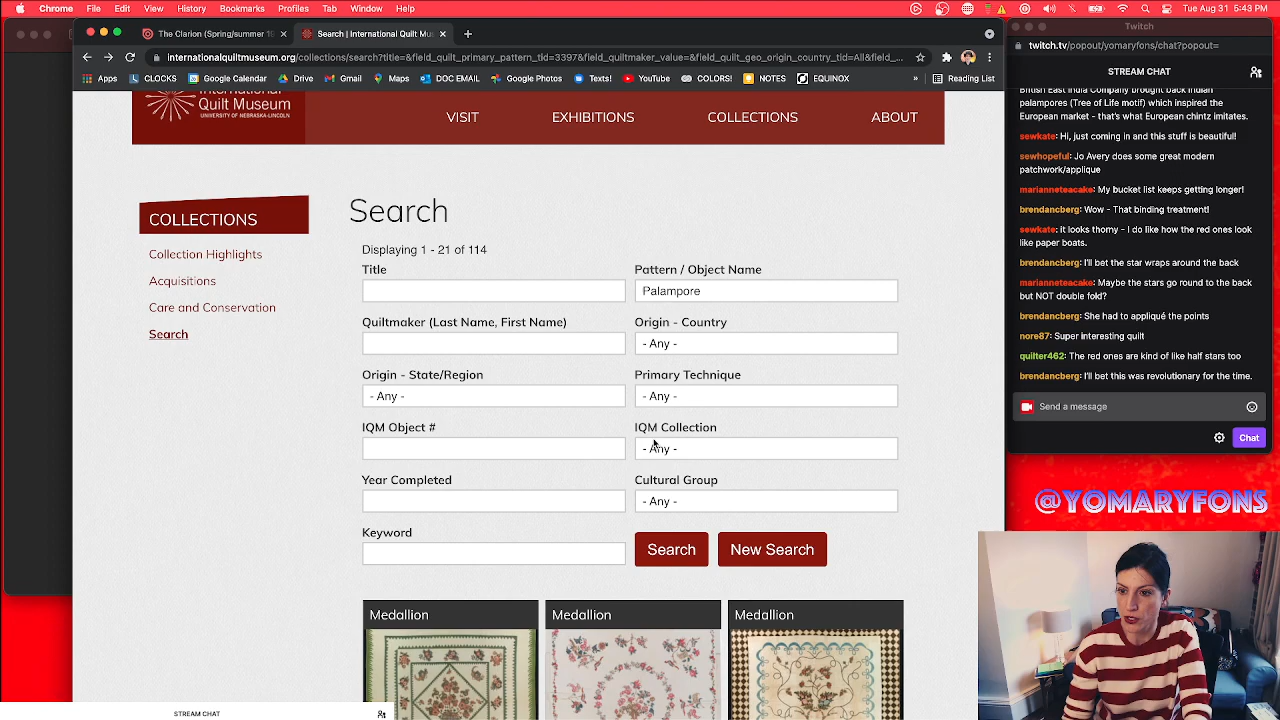 Chrome File Edit View History Bookmarks Profiles Tab Window Help
Tue Aug 31 5:43 PM
The Clarion (Spring/summer 19
Search | International Quilt Mus
Twitch
internationalquiltmuseum.org/collections/search?title=&field_quilt_primary_pattern_tid=3397&field_quiltmaker_value=&field_quilt_geo_origin_country_tid=All&field_...
twitch.tv/popout/yomaryfons/chat?popout=
Apps CLOCKS Google Calendar Drive Gmail Maps DOC EMAIL Google Photos Texts! YouTube COLORS! NOTES EQUINOX » Reading List
STREAM CHAT
International
Quilt Museum
UNIVERSITY OF NEBRASKA-LINCOLN
VISIT EXHIBITIONS COLLECTIONS ABOUT
COLLECTIONS
Collection Highlights
Acquisitions
Care and Conservation
Search
Search
Displaying 1 - 21 of 114
Title
Pattern / Object Name
Palampore
Quiltmaker (Last Name, First Name)
Origin - Country
- Any -
Origin - State/Region
- Any -
Primary Technique
- Any -
IQM Object #
IQM Collection
- Any -
Year Completed
Cultural Group
- Any -
Keyword
Search
New Search
Medallion
Medallion
Medallion
British East India Company brought back Indian
palampores (Tree of Life motif) which inspired the
European market - that's what European chintz imitates.
sewkate: Hi, just coming in and this stuff is beautiful!
sewhopeful: Jo Avery does some great modern
patchwork/applique
marianneteacake: My bucket list keeps getting longer!
brendancberg: Wow - That binding treatment!
sewkate: it looks thorny - I do like how the red ones look
like paper boats.
brendancberg: I'll bet the star wraps around the back
marianneteacake: Maybe the stars go round to the back
but NOT double fold?
brendancberg: She had to appliqué the points
nore87: Super interesting quilt
quilter462: The red ones are kind of like half stars too
brendancberg: I'll bet this was revolutionary for the time.
Send a message
Chat
@YOMARYFONS
STREAM CHAT